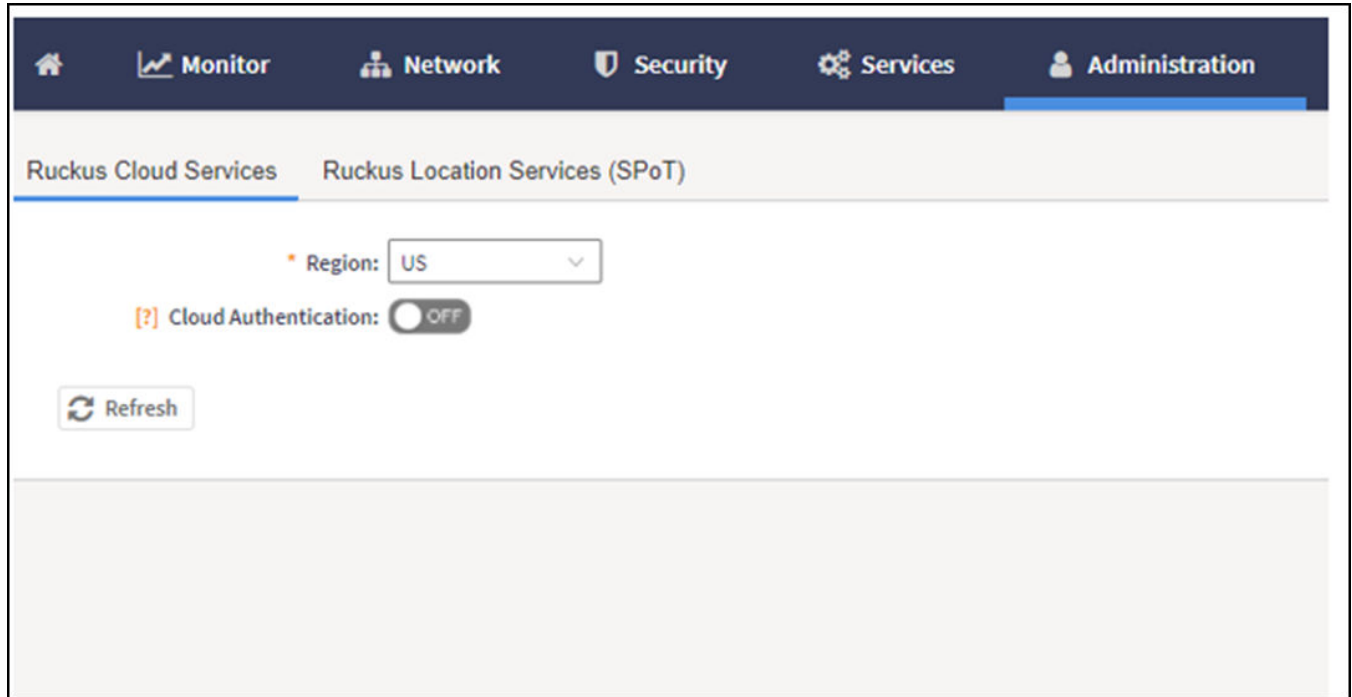 Monitor Network Security Services Administration
Ruckus Cloud Services Ruckus Location Services (SPoT)
* Region: US
[?] Cloud Authentication: OFF
Refresh